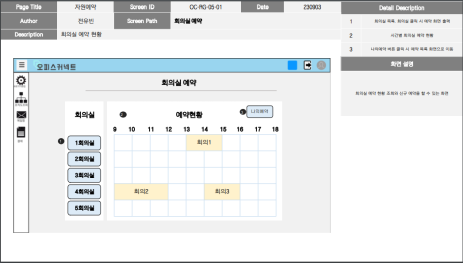 Page Title 자원예약 Screen ID OC-RG-05-01 Date 230903 Detail Description
Author 전유빈 Screen Path 회의실 예약
Description 회의실 예약 현황
1 회의실 목록, 회의실 클릭 시 예약 화면 출력
2 시간별 회의실 예약 현황
3 나의예약 버튼 클릭 시 예약 목록 화면으로 이동
화면 설명
회의실 예약 현황 조회와 신규 예약을 할 수 있는 화면
오피스커넥트
회의실 예약
회의실 2 예약현황 3 나의예약
9 10 11 12 13 14 15 16 17 18
1 1회의실 회의1
2회의실
3회의실
4회의실 회의2 회의3
5회의실